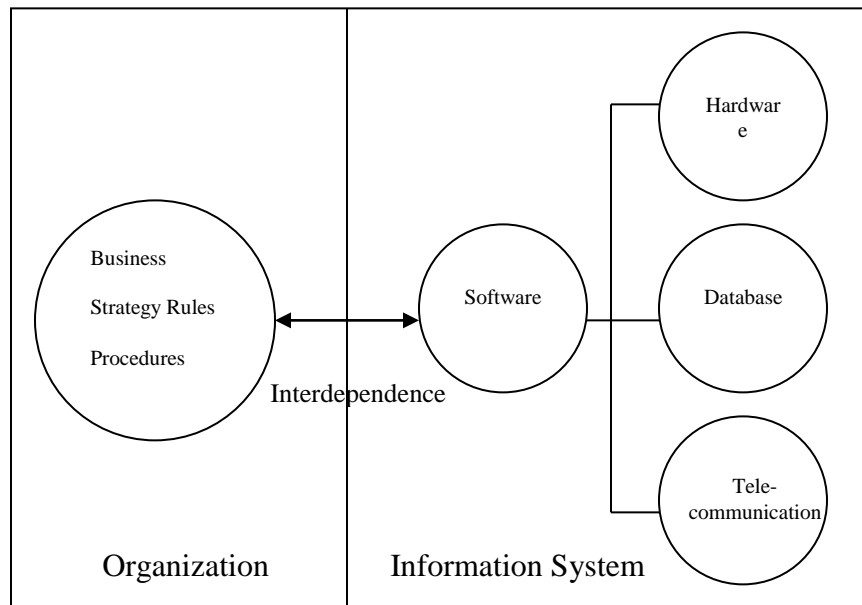 Business
Strategy Rules
Procedures
Interdependence
Software
Hardwar
e
Database
Tele-
communication
Organization
Information System